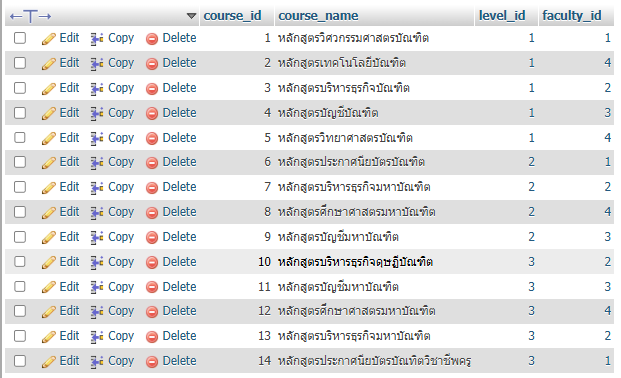 ←T→ course_id course_name level_id faculty_id
Edit Copy Delete 1 หลักสูตรวิศวกรรมศาสตรบัณฑิต 1 1
Edit Copy Delete 2 หลักสูตรเทคโนโลยีบัณฑิต 1 4
Edit Copy Delete 3 หลักสูตรบริหารธุรกิจบัณฑิต 1 2
Edit Copy Delete 4 หลักสูตรบัญชีบัณฑิต 1 3
Edit Copy Delete 5 หลักสูตรวิทยาศาสตรบัณฑิต 1 4
Edit Copy Delete 6 หลักสูตรประกาศนียบัตรบัณฑิต 2 1
Edit Copy Delete 7 หลักสูตรบริหารธุรกิจมหาบัณฑิต 2 2
Edit Copy Delete 8 หลักสูตรศึกษาศาสตรมหาบัณฑิต 2 4
Edit Copy Delete 9 หลักสูตรบัญชีมหาบัณฑิต 2 3
Edit Copy Delete 10 หลักสูตรบริหารธุรกิจดุษฎีบัณฑิต 3 2
Edit Copy Delete 11 หลักสูตรบัญชีมหาบัณฑิต 3 3
Edit Copy Delete 12 หลักสูตรศึกษาศาสตรมหาบัณฑิต 3 4
Edit Copy Delete 13 หลักสูตรบริหารธุรกิจมหาบัณฑิต 3 2
Edit Copy Delete 14 หลักสูตรประกาศนียบัตรบัณฑิตวิชาชีพครู 3 1